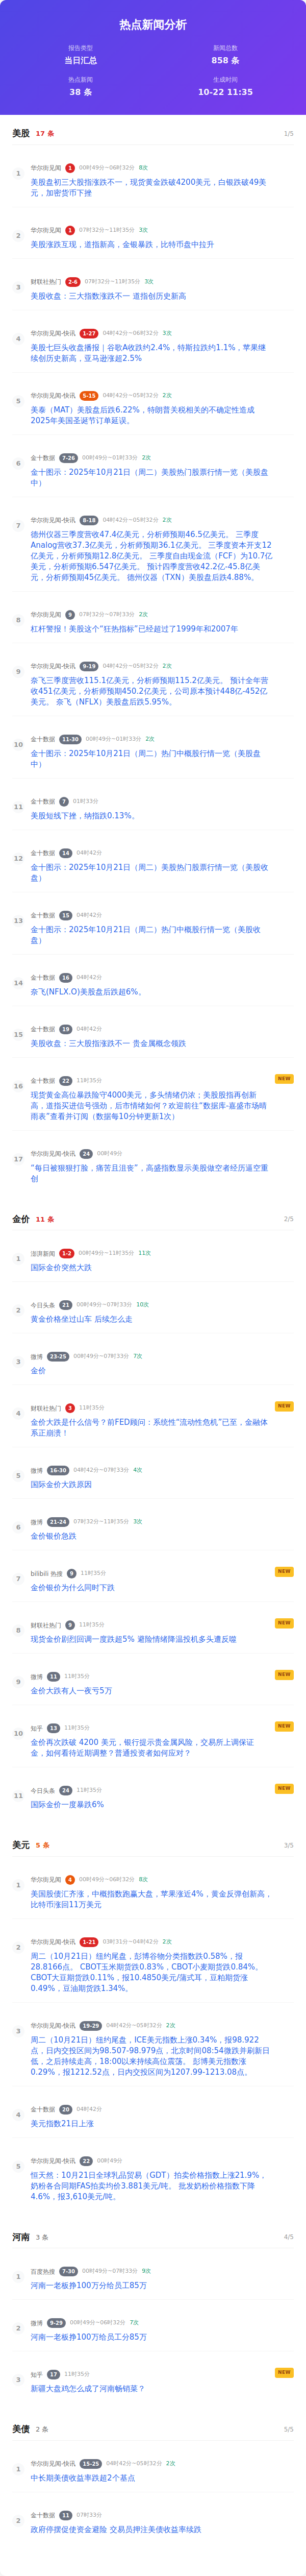 热点新闻分析
报告类型
新闻总数
当日汇总
858 条
热点新闻
生成时间
38 条
10-22 11:35
美股 17 条 1/5
1
华尔街见闻 1 00时49分~06时32分 8次
美股盘初三大股指涨跌不一，现货黄金跌破4200美元，白银跌破49美
元，加密货币下挫
2
华尔街见闻 1 07时32分~11时35分 3次
美股涨跌互现，道指新高，金银暴跌，比特币盘中拉升
3
财联社热门 2-6 07时32分~11时35分 3次
美股收盘：三大指数涨跌不一 道指创历史新高
4
华尔街见闻-快讯 1-27 04时42分~06时32分 3次
美股七巨头收盘播报｜谷歌A收跌约2.4%，特斯拉跌约1.1%，苹果继
续创历史新高，亚马逊涨超2.5%
5
华尔街见闻-快讯 5-15 04时42分~05时32分 2次
美泰（MAT）美股盘后跌6.22%，特朗普关税相关的不确定性造成
2025年美国圣诞节订单延误。
6
金十数据 7-26 00时49分~01时33分 2次
金十图示：2025年10月21日（周二）美股热门股票行情一览（美股盘
中）
7
华尔街见闻-快讯 8-18 04时42分~05时32分 2次
德州仪器三季度营收47.4亿美元，分析师预期46.5亿美元。 三季度
Analog营收37.3亿美元，分析师预期36.1亿美元。 三季度资本开支12
亿美元，分析师预期12.8亿美元。 三季度自由现金流（FCF）为10.7亿
美元，分析师预期6.547亿美元。 预计四季度营收42.2亿-45.8亿美
元，分析师预期45亿美元。 德州仪器（TXN）美股盘后跌4.88%。
8
华尔街见闻 9 07时32分~07时33分 2次
杠杆警报！美股这个“狂热指标”已经超过了1999年和2007年
9
华尔街见闻-快讯 9-19 04时42分~05时32分 2次
奈飞三季度营收115.1亿美元，分析师预期115.2亿美元。 预计全年营
收451亿美元，分析师预期450.2亿美元，公司原本预计448亿-452亿
美元。 奈飞（NFLX）美股盘后跌5.95%。
10
金十数据 11-30 00时49分~01时33分 2次
金十图示：2025年10月21日（周二）热门中概股行情一览（美股盘
中）
11
金十数据 7 01时33分
美股短线下挫，纳指跌0.13%。
12
金十数据 14 04时42分
金十图示：2025年10月21日（周二）美股热门股票行情一览（美股收
盘）
13
金十数据 15 04时42分
金十图示：2025年10月21日（周二）热门中概股行情一览（美股收
盘）
14
金十数据 16 04时42分
奈飞(NFLX.O)美股盘后跌超6%。
15
金十数据 19 04时42分
美股收盘：三大股指涨跌不一 贵金属概念领跌
16
金十数据 22 11时35分 NEW
现货黄金高位暴跌险守4000美元，多头情绪仍浓；美股股指再创新
高，道指买进信号强劲，后市情绪如何？欢迎前往“数据库-嘉盛市场晴
雨表”查看并订阅（数据每10分钟更新1次）
17
华尔街见闻-快讯 24 00时49分
“每日被狠狠打脸，痛苦且沮丧”，高盛指数显示美股做空者经历逼空重
创
金价 11 条 2/5
1
澎湃新闻 1-2 00时49分~11时35分 11次
国际金价突然大跌
2
今日头条 21 00时49分~07时33分 10次
黄金价格坐过山车 后续怎么走
3
微博 23-25 00时49分~07时33分 7次
金价
4
财联社热门 3 11时35分 NEW
金价大跌是什么信号？前FED顾问：系统性“流动性危机”已至，金融体
系正崩溃！
5
微博 16-30 04时42分~07时33分 4次
国际金价大跌原因
6
微博 21-24 07时32分~11时35分 3次
金价银价急跌
7
bilibili 热搜 9 11时35分 NEW
金价银价为什么同时下跌
8
财联社热门 9 11时35分 NEW
现货金价剧烈回调一度跌超5% 避险情绪降温投机多头遭反噬
9
微博 11 11时35分 NEW
金价大跌有人一夜亏5万
10
知乎 13 11时35分 NEW
金价再次跌破 4200 美元，银行提示贵金属风险，交易所上调保证
金，如何看待近期调整？普通投资者如何应对？
11
今日头条 24 11时35分 NEW
国际金价一度暴跌6%
美元 5 条 3/5
1
华尔街见闻 4 00时49分~06时32分 8次
美国股债汇齐涨，中概指数跑赢大盘，苹果涨近4%，黄金反弹创新高，
比特币涨回11万美元
2
华尔街见闻-快讯 1-21 03时31分~04时42分 2次
周二（10月21日）纽约尾盘，彭博谷物分类指数跌0.58%，报
28.8166点。 CBOT玉米期货跌0.83%，CBOT小麦期货跌0.84%。
CBOT大豆期货跌0.11%，报10.4850美元/蒲式耳，豆粕期货涨
0.49%，豆油期货跌1.34%。
3
华尔街见闻-快讯 19-29 04时42分~05时32分 2次
周二（10月21日）纽约尾盘，ICE美元指数上涨0.34%，报98.922
点，日内交投区间为98.507-98.979点，北京时间08:54微跌并刷新日
低，之后持续走高，18:00以来持续高位震荡。 彭博美元指数涨
0.29%，报1212.52点，日内交投区间为1207.99-1213.08点。
4
金十数据 20 04时42分
美元指数21日上涨
5
华尔街见闻-快讯 22 00时49分
恒天然：10月21日全球乳品贸易（GDT）拍卖价格指数上涨21.9%，
奶粉各合同期FAS拍卖均价3.881美元/吨。 批发奶粉价格指数下降
4.6%，报3,610美元/吨。
河南 3 条 4/5
1
百度热搜 7-30 00时49分~07时33分 9次
河南一老板挣100万分给员工85万
2
微博 9-29 00时49分~06时32分 7次
河南一老板挣100万给员工分85万
3
知乎 17 11时35分 NEW
新疆大盘鸡怎么成了河南畅销菜？
美债 2 条 5/5
1
华尔街见闻-快讯 15-25 04时42分~05时32分 2次
中长期美债收益率跌超2个基点
2
金十数据 11 07时33分
政府停摆促使资金避险 交易员押注美债收益率续跌